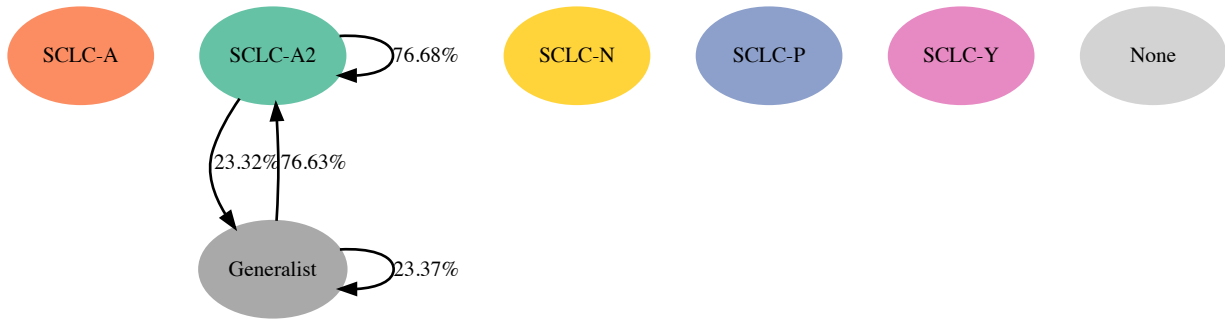 SCLC-A
SCLC-A2
76.68%
SCLC-N
SCLC-P
SCLC-Y
None
23.32%
76.63%
Generalist
23.37%